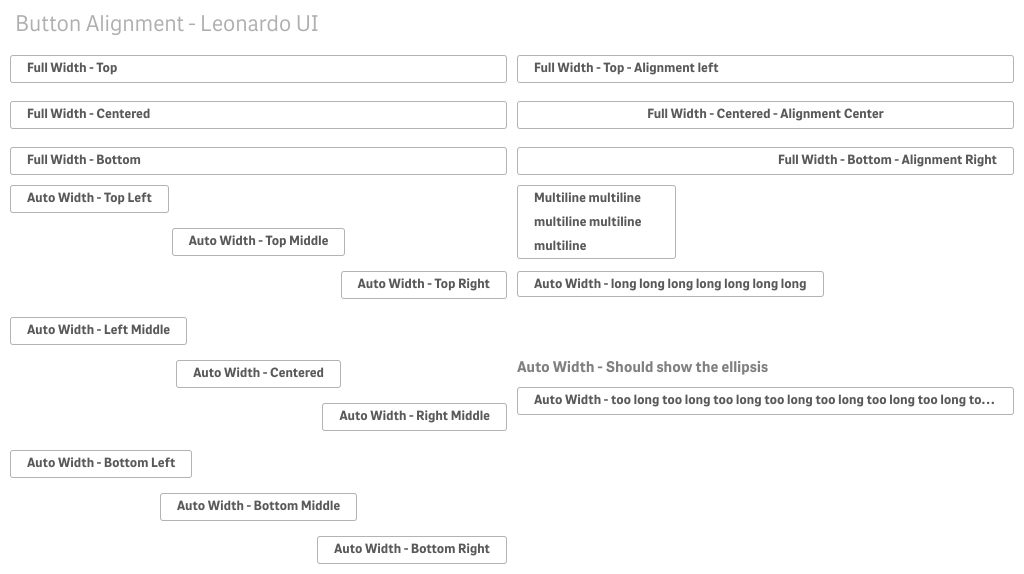 Button Alignment - Leonardo UI
Full Width - Top
Full Width - Centered
Full Width - Bottom
Auto Width - Top Left
Auto Width - Top Middle
Auto Width - Top Right
Auto Width - Left Middle
Auto Width - Centered
Auto Width - Right Middle
Auto Width - Bottom Left
Auto Width - Bottom Middle
Auto Width - Bottom Right
Full Width - Top - Alignment left
Full Width - Centered - Alignment Center
Full Width - Bottom - Alignment Right
Multiline multiline
multiline multiline
multiline
Auto Width - long long long long long long long
Auto Width - Should show the ellipsis
Auto Width - too long too long too long too long too long too long too long to...